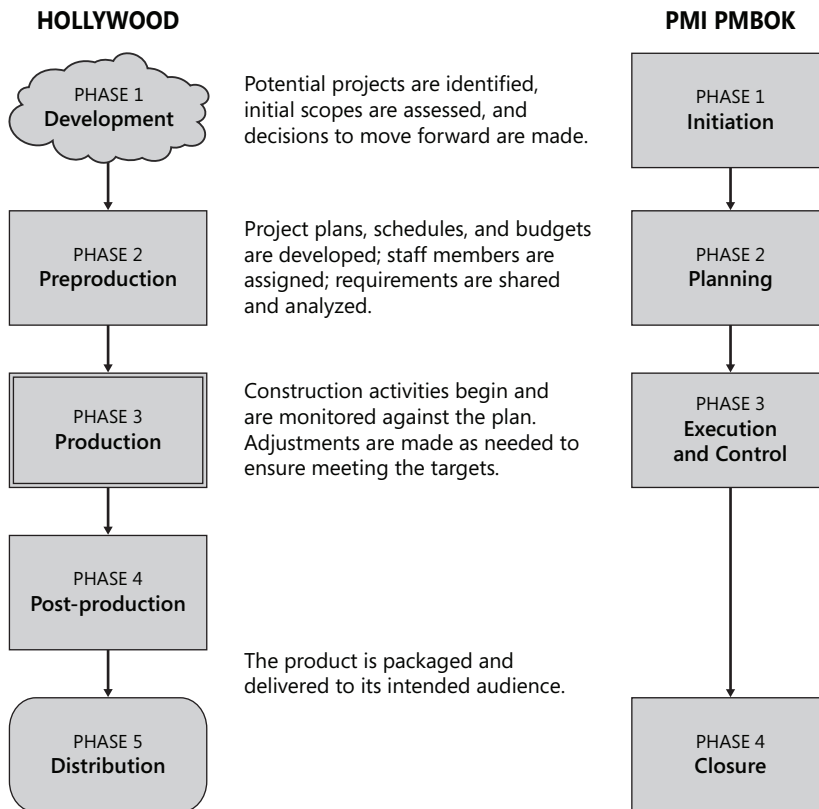 HOLLYWOOD
PMI PMBOK
PHASE 1
Development
Potential projects are identified,
initial scopes are assessed, and
decisions to move forward are made.
PHASE 1
Initiation
PHASE 2
Preproduction
Project plans, schedules, and budgets
are developed; staff members are
assigned; requirements are shared
and analyzed.
PHASE 2
Planning
PHASE 3
Production
Construction activities begin and
are monitored against the plan.
Adjustments are made as needed to
ensure meeting the targets.
PHASE 3
Execution
and Control
PHASE 4
Post-production
The product is packaged and
delivered to its intended audience.
PHASE 5
Distribution
PHASE 4
Closure